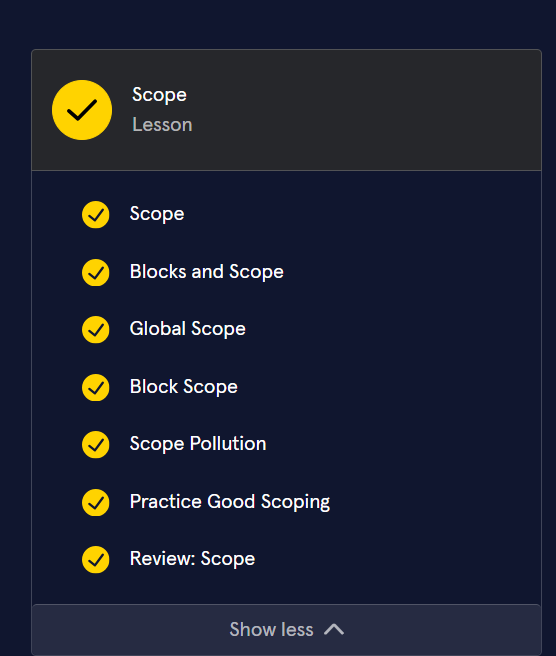 Scope
Lesson
Scope
Blocks and Scope
Global Scope
Block Scope
Scope Pollution
Practice Good Scoping
Review: Scope
Show less